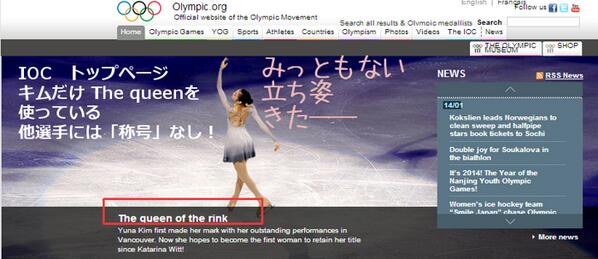 English | Français
Olympic.org
Official website of the Olympic Movement
Follow us
Search all results & Olympic medallists Search
Home Olympic Games YOG Sports Athletes Countries Olympism Photos Videos The IOC News
THE OLYMPIC MUSEUM
SHOP
IOC トップページ
キムだけ The queenを
使っている
他選手には「称号」なし！
みっともない
立ち姿
きた――
NEWS
RSS News
14/01
Kokslien leads Norwegians to
clean sweep and halfpipe
stars book tickets to Sochi
Double joy for Soukalova in
the biathlon
It's 2014! The Year of the
Nanjing Youth Olympic
Games!
Women's ice hockey team
"Smile Japan" chase Olympic
More news
The queen of the rink
Yuna Kim first made her mark with her outstanding performances in
Vancouver. Now she hopes to become the first woman to retain her title
since Katarina Witt!